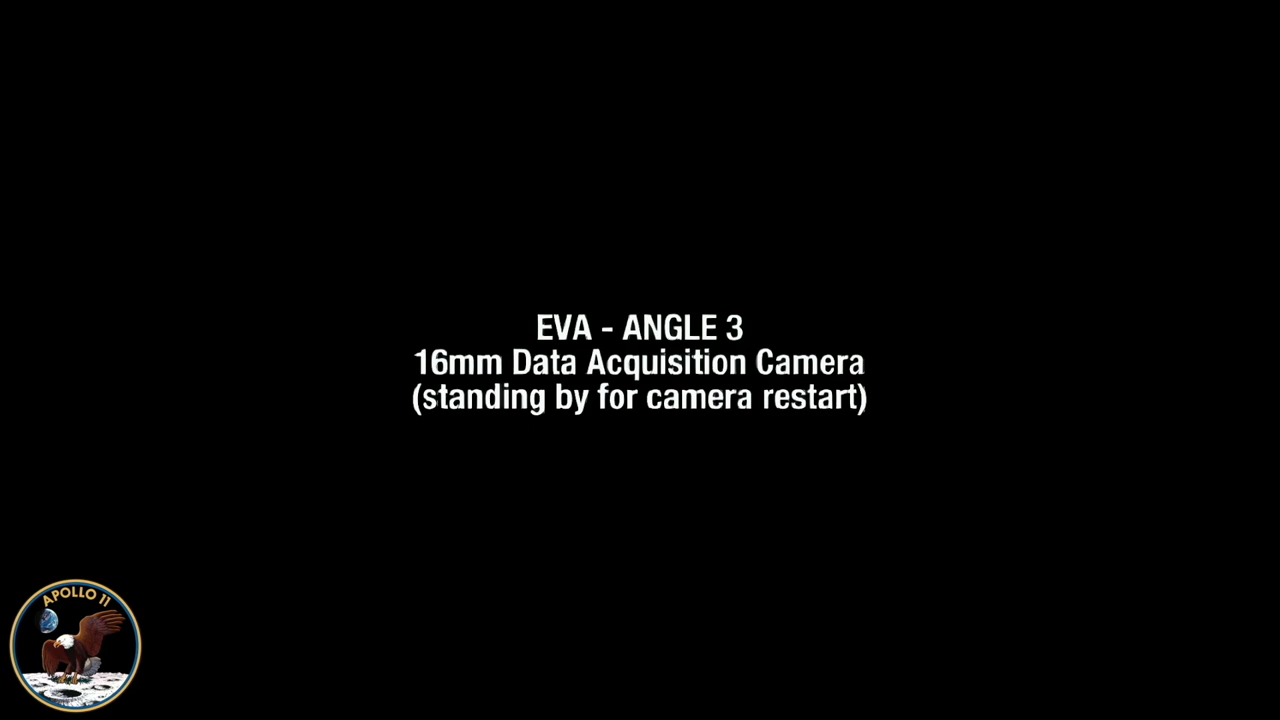 EVA - ANGLE 3
16mm Data Acquisition Camera
(standing by for camera restart)
APOLLO 11